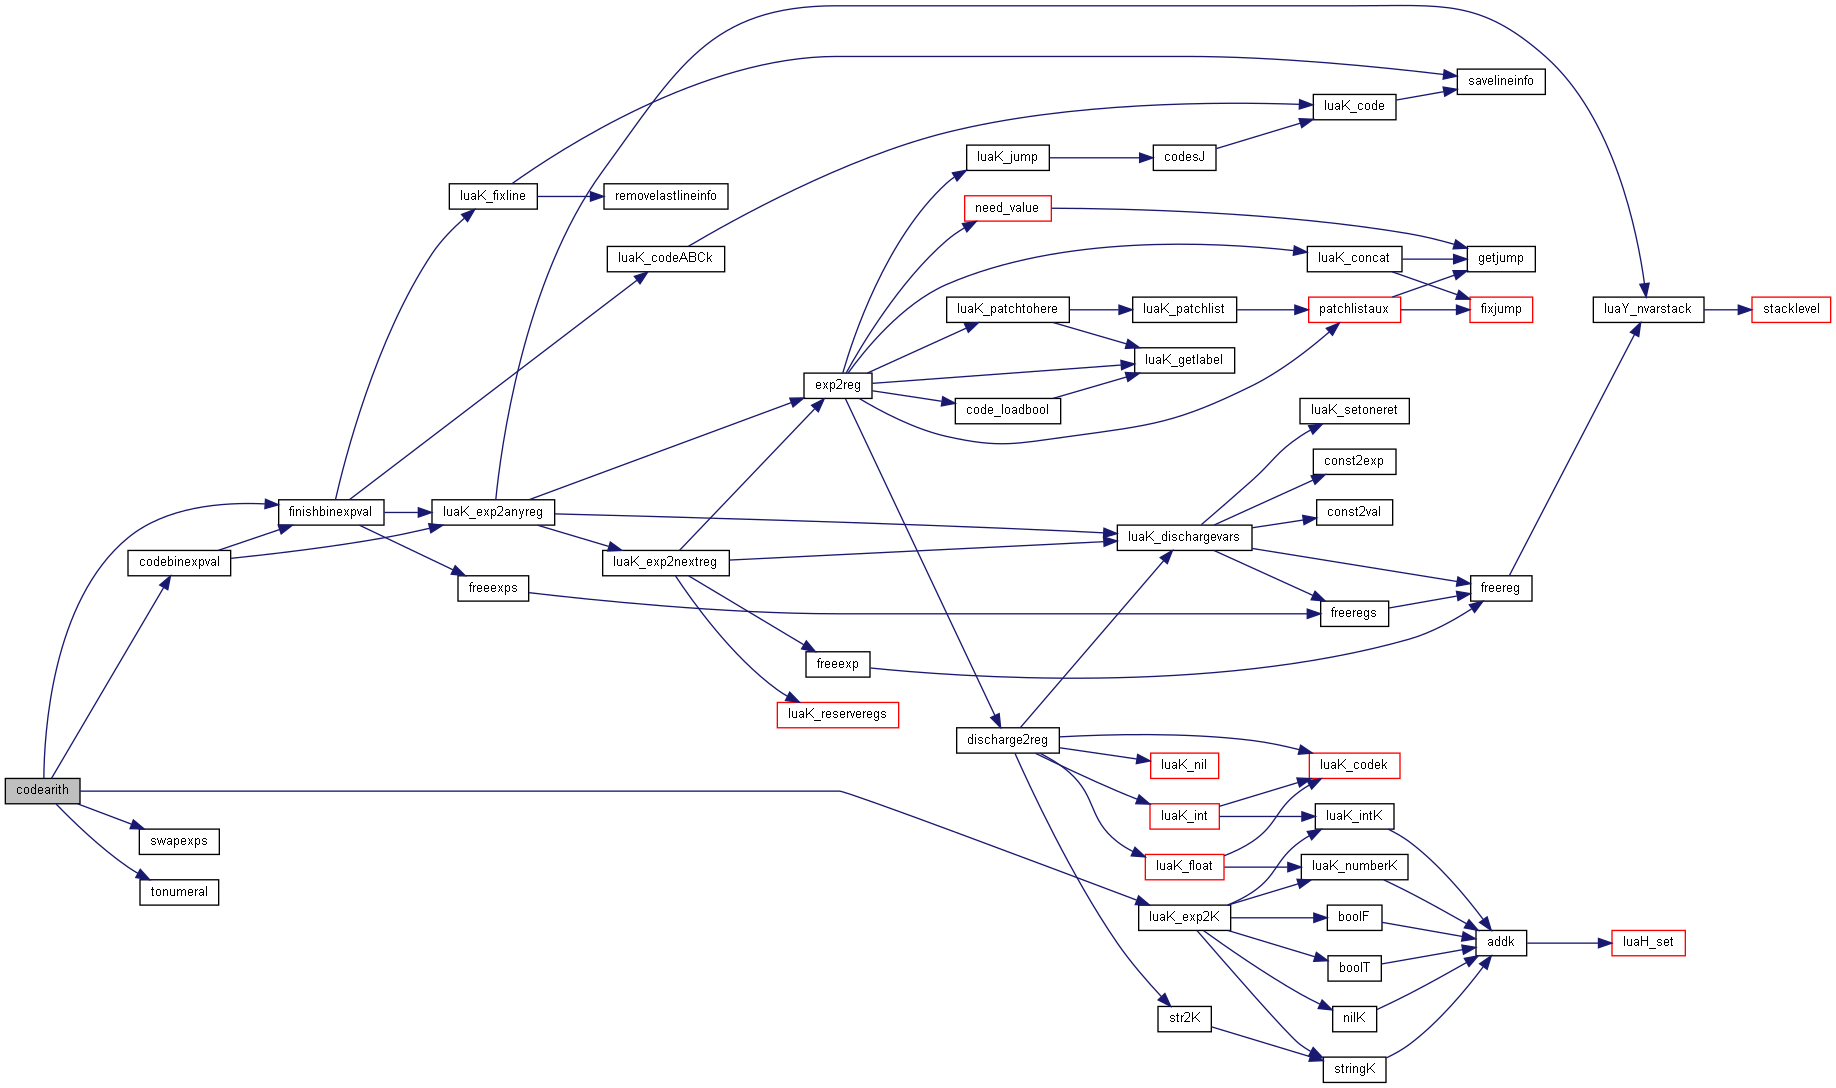 savelineinfo
luaK_code
luaK_jump
codesJ
luaK_fixline
removelastlineinfo
need_value
luaK_codeABCk
luaK_concat
getjump
luaK_patchtohere
luaK_patchlist
patchlistaux
fixjump
luaY_nvarstack
stacklevel
luaK_getlabel
exp2reg
code_loadbool
luaK_setoneret
const2exp
finishbinexpval
luaK_exp2anyreg
const2val
luaK_dischargevars
codebinexpval
luaK_exp2nextreg
freeexps
freereg
freeregs
freeexp
luaK_reserveregs
discharge2reg
luaK_nil
luaK_codek
codearith
luaK_int
luaK_intK
swapexps
luaK_float
luaK_numberK
tonumeral
luaK_exp2K
boolF
addk
luaH_set
boolT
str2K
nilK
stringK